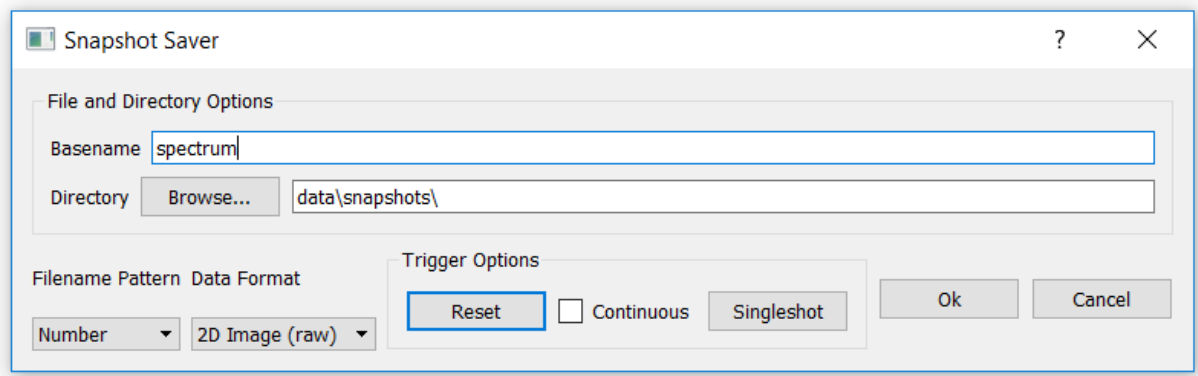 Snapshot Saver ?
File and Directory Options
Basename spectrum
Directory Browse... data\snapshots\
Filename Pattern Data Format
Number 2D Image (raw)
Trigger Options
Reset Continuous Singleshot
Ok Cancel